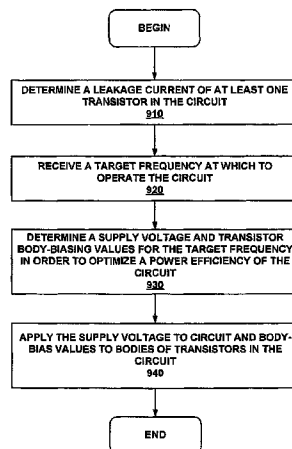 BEGIN
DETERMINE A LEAKAGE CURRENT OF AT LEAST ONE
TRANSISTOR IN THE CIRCUIT
910
RECEIVE A TARGET FREQUENCY AT WHICH TO
OPERATE THE CIRCUIT
920
DETERMINE A SUPPLY VOLTAGE AND TRANSISTOR
BODY-BIASING VALUES FOR THE TARGET FREQUENCY
IN ORDER TO OPTIMIZE A POWER EFFICIENCY OF THE
CIRCUIT
930
APPLY THE SUPPLY VOLTAGE TO CIRCUIT AND BODY-
BIAS VALUES TO BODIES OF TRANSISTORS IN THE
CIRCUIT
940
END